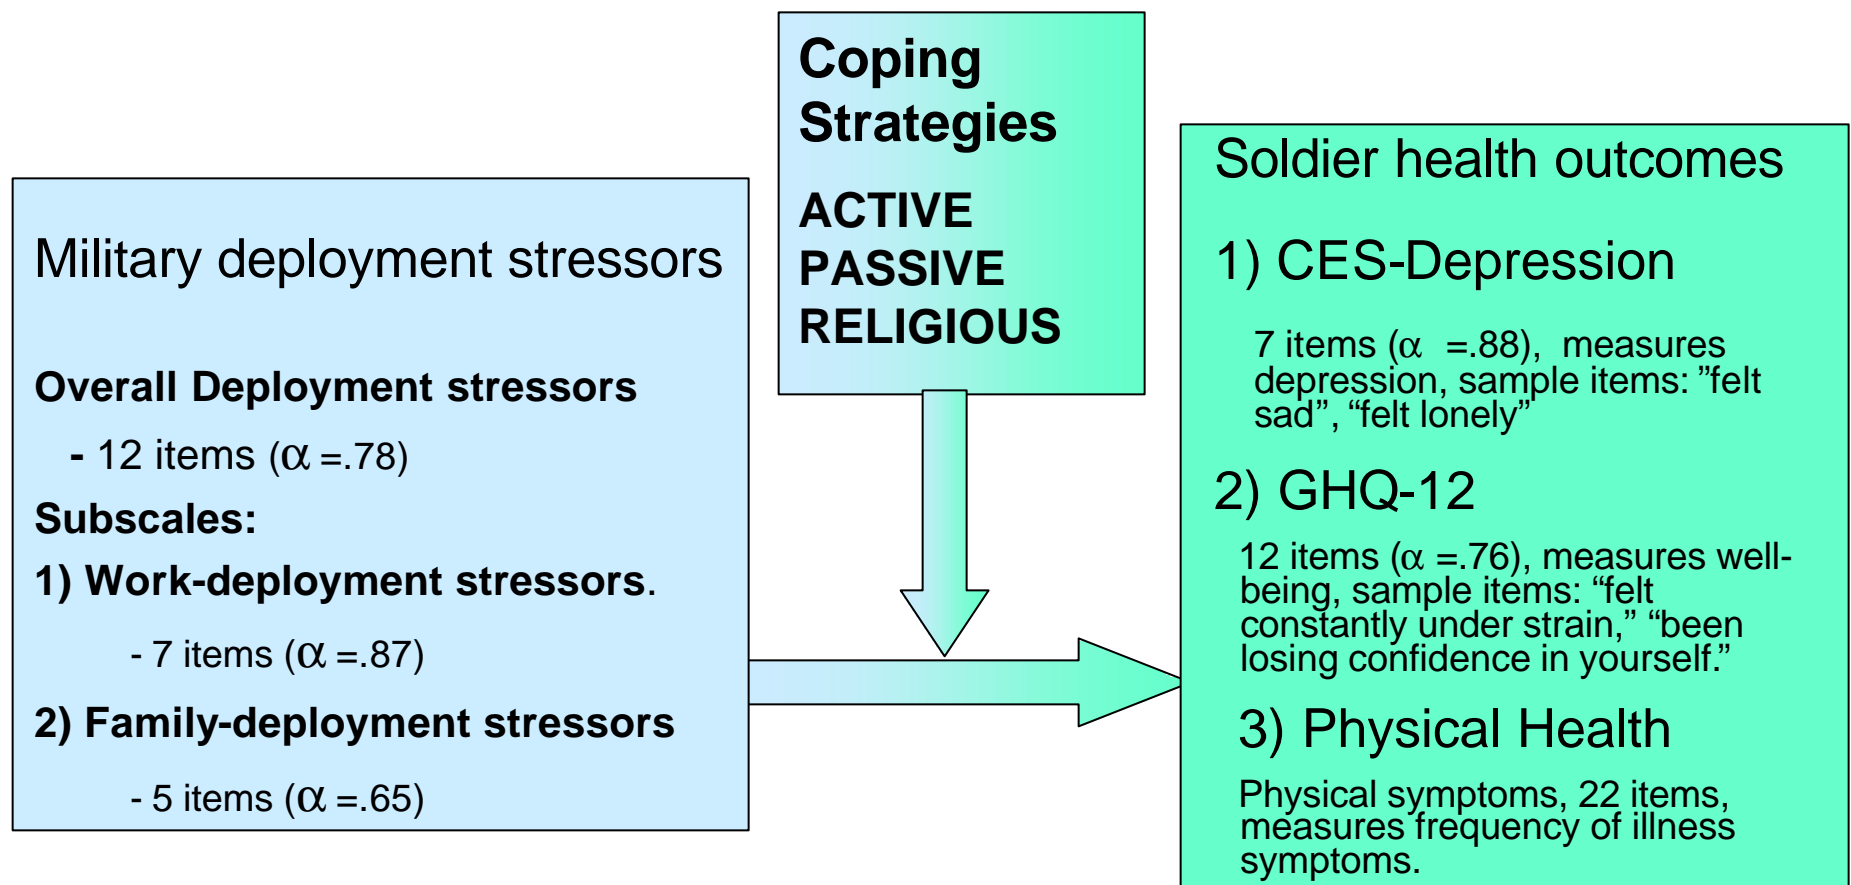 Coping
Strategies
ACTIVE
PASSIVE
RELIGIOUS
Military deployment stressors
Overall Deployment stressors
- 12 items (α =.78)
Subscales:
1) Work-deployment stressors.
- 7 items (α =.87)
2) Family-deployment stressors
- 5 items (α =.65)
Soldier health outcomes
1) CES-Depression
7 items (α =.88), measures
depression, sample items: ”felt
sad”, “felt lonely”
2) GHQ-12
12 items (α =.76), measures well-
being, sample items: “felt
constantly under strain,” “been
losing confidence in yourself.”
3) Physical Health
Physical symptoms, 22 items,
measures frequency of illness
symptoms.